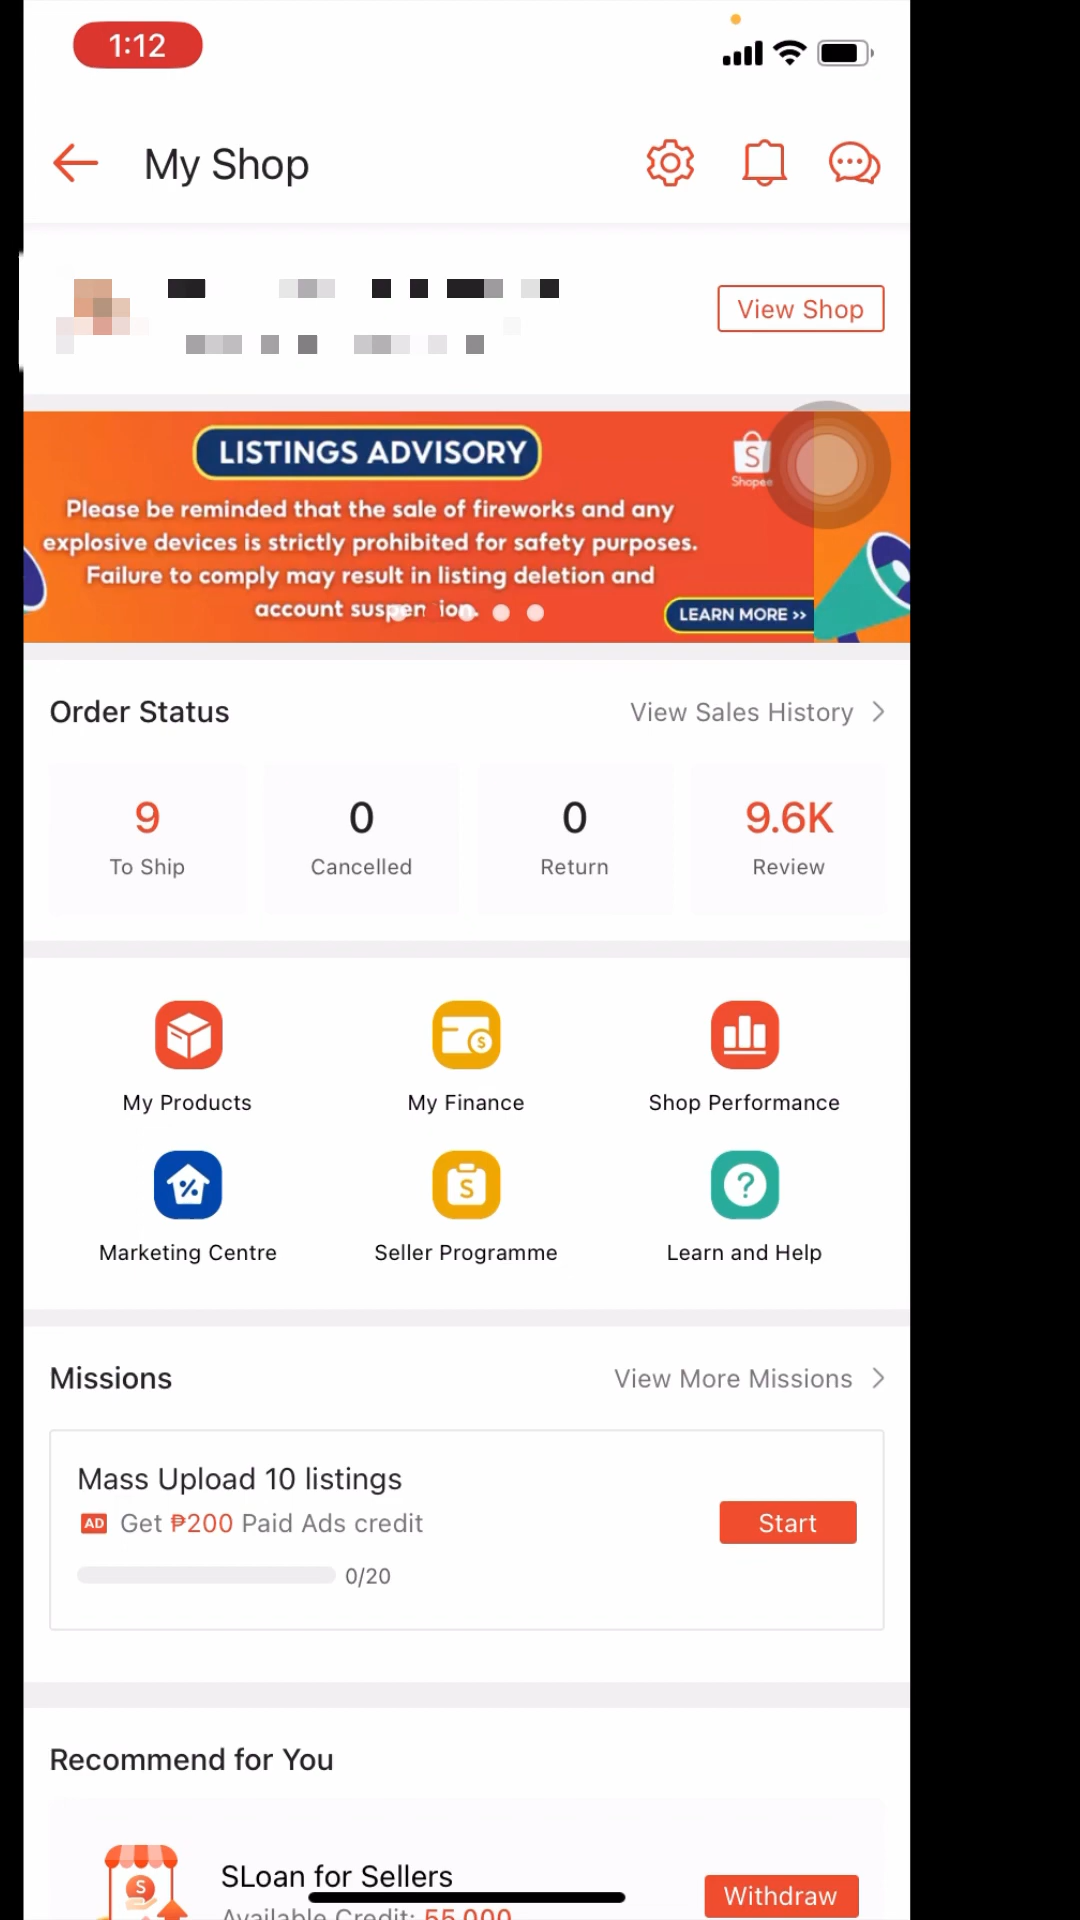 1:12
My Shop
View Shop
LISTINGS ADVISORY
Shopee
Please be reminded that the sale of fireworks and any
explosive devices is strictly prohibited for safety purposes.
Failure to comply may result in listing deletion and
account suspension.
LEARN MORE >>
Order Status
View Sales History
9
0
0
9.6K
To Ship
Cancelled
Return
Review
My Products
My Finance
Shop Performance
Marketing Centre
Seller Programme
Learn and Help
Missions
View More Missions
Mass Upload 10 listings
AD Get ₱200 Paid Ads credit
Start
0/20
Recommend for You
SLoan for Sellers
Available Credit: 55,000
Withdraw